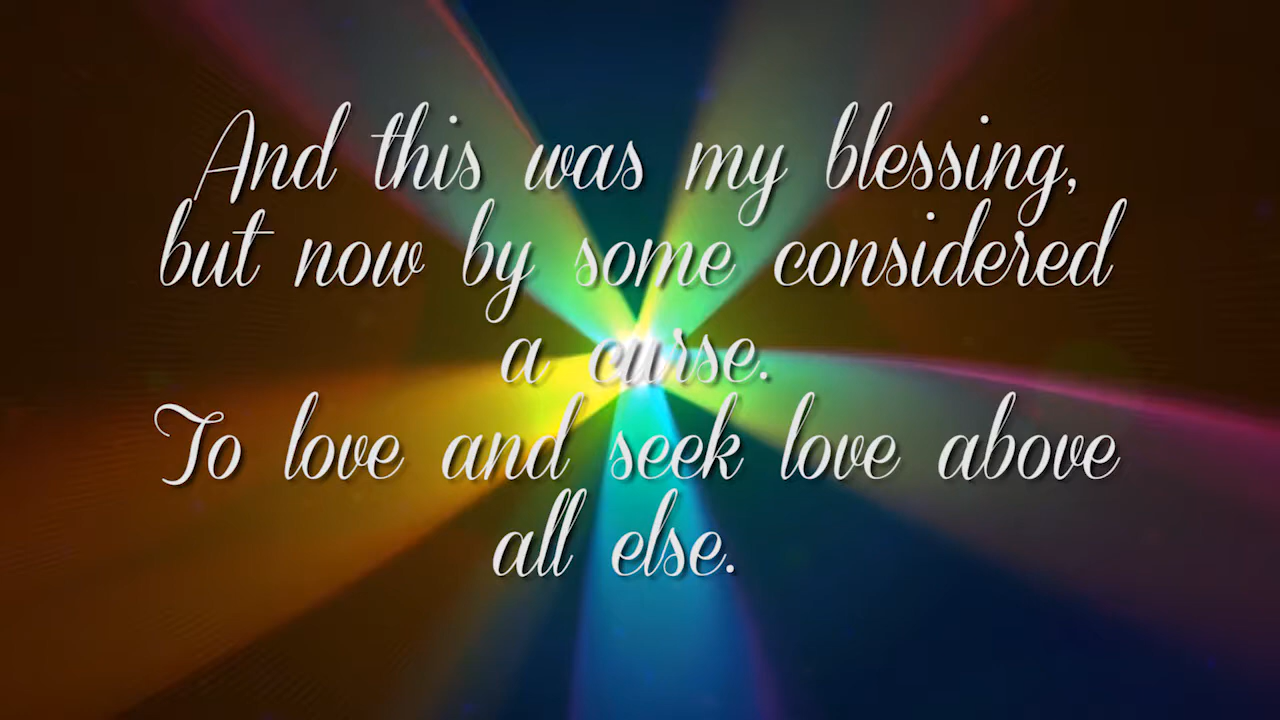 And this was my blessing,
but now by some considered
a curse.
To love and seek love above
all else.